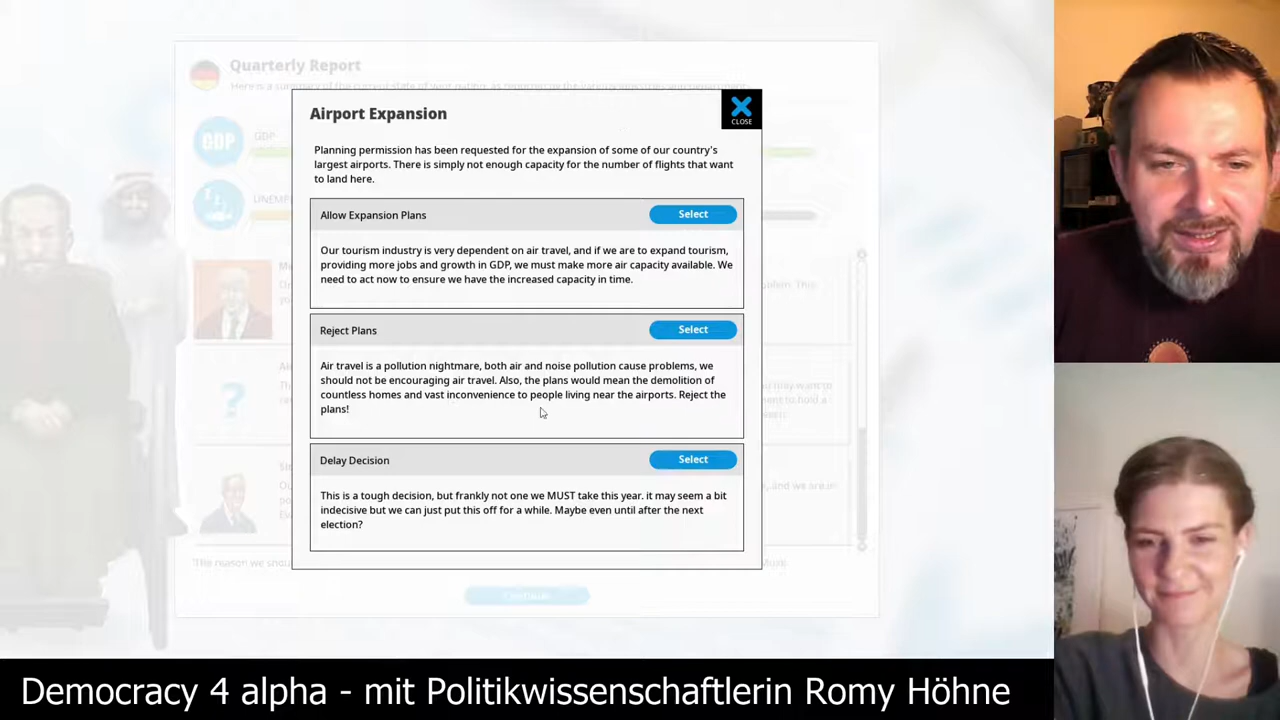 Quarterly Report
Airport Expansion
CLOSE
Planning permission has been requested for the expansion of some of our country's
largest airports. There is simply not enough capacity for the number of flights that want
to land here.
GDP
GDP
Allow Expansion Plans
Select
Our tourism industry is very dependent on air travel, and if we are to expand tourism,
providing more jobs and growth in GDP, we must make more air capacity available. We
need to act now to ensure we have the increased capacity in time.
Reject Plans
Select
Air travel is a pollution nightmare, both air and noise pollution cause problems, we
should not be encouraging air travel. Also, the plans would mean the demolition of
countless homes and vast inconvenience to people living near the airports. Reject the
plans!
Delay Decision
Select
This is a tough decision, but frankly not one we MUST take this year. it may seem a bit
indecisive but we can just put this off for a while. Maybe even until after the next
election?
Continue
Democracy 4 alpha - mit Politikwissenschaftlerin Romy Höhne